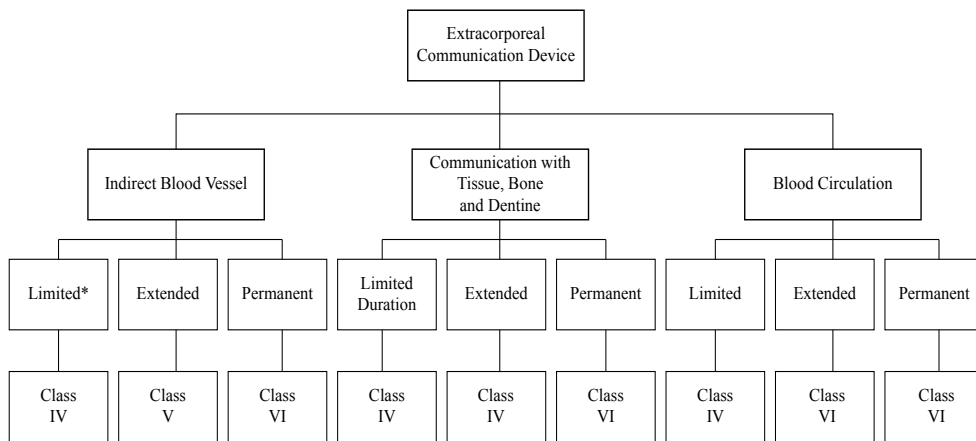 Extracorporeal
Communication Device
Indirect Blood Vessel
Communication with
Tissue, Bone
and Dentine
Blood Circulation
Limited*
Extended
Permanent
Limited
Duration
Extended
Permanent
Limited
Extended
Permanent
Class
IV
Class
V
Class
VI
Class
IV
Class
IV
Class
VI
Class
IV
Class
VI
Class
VI